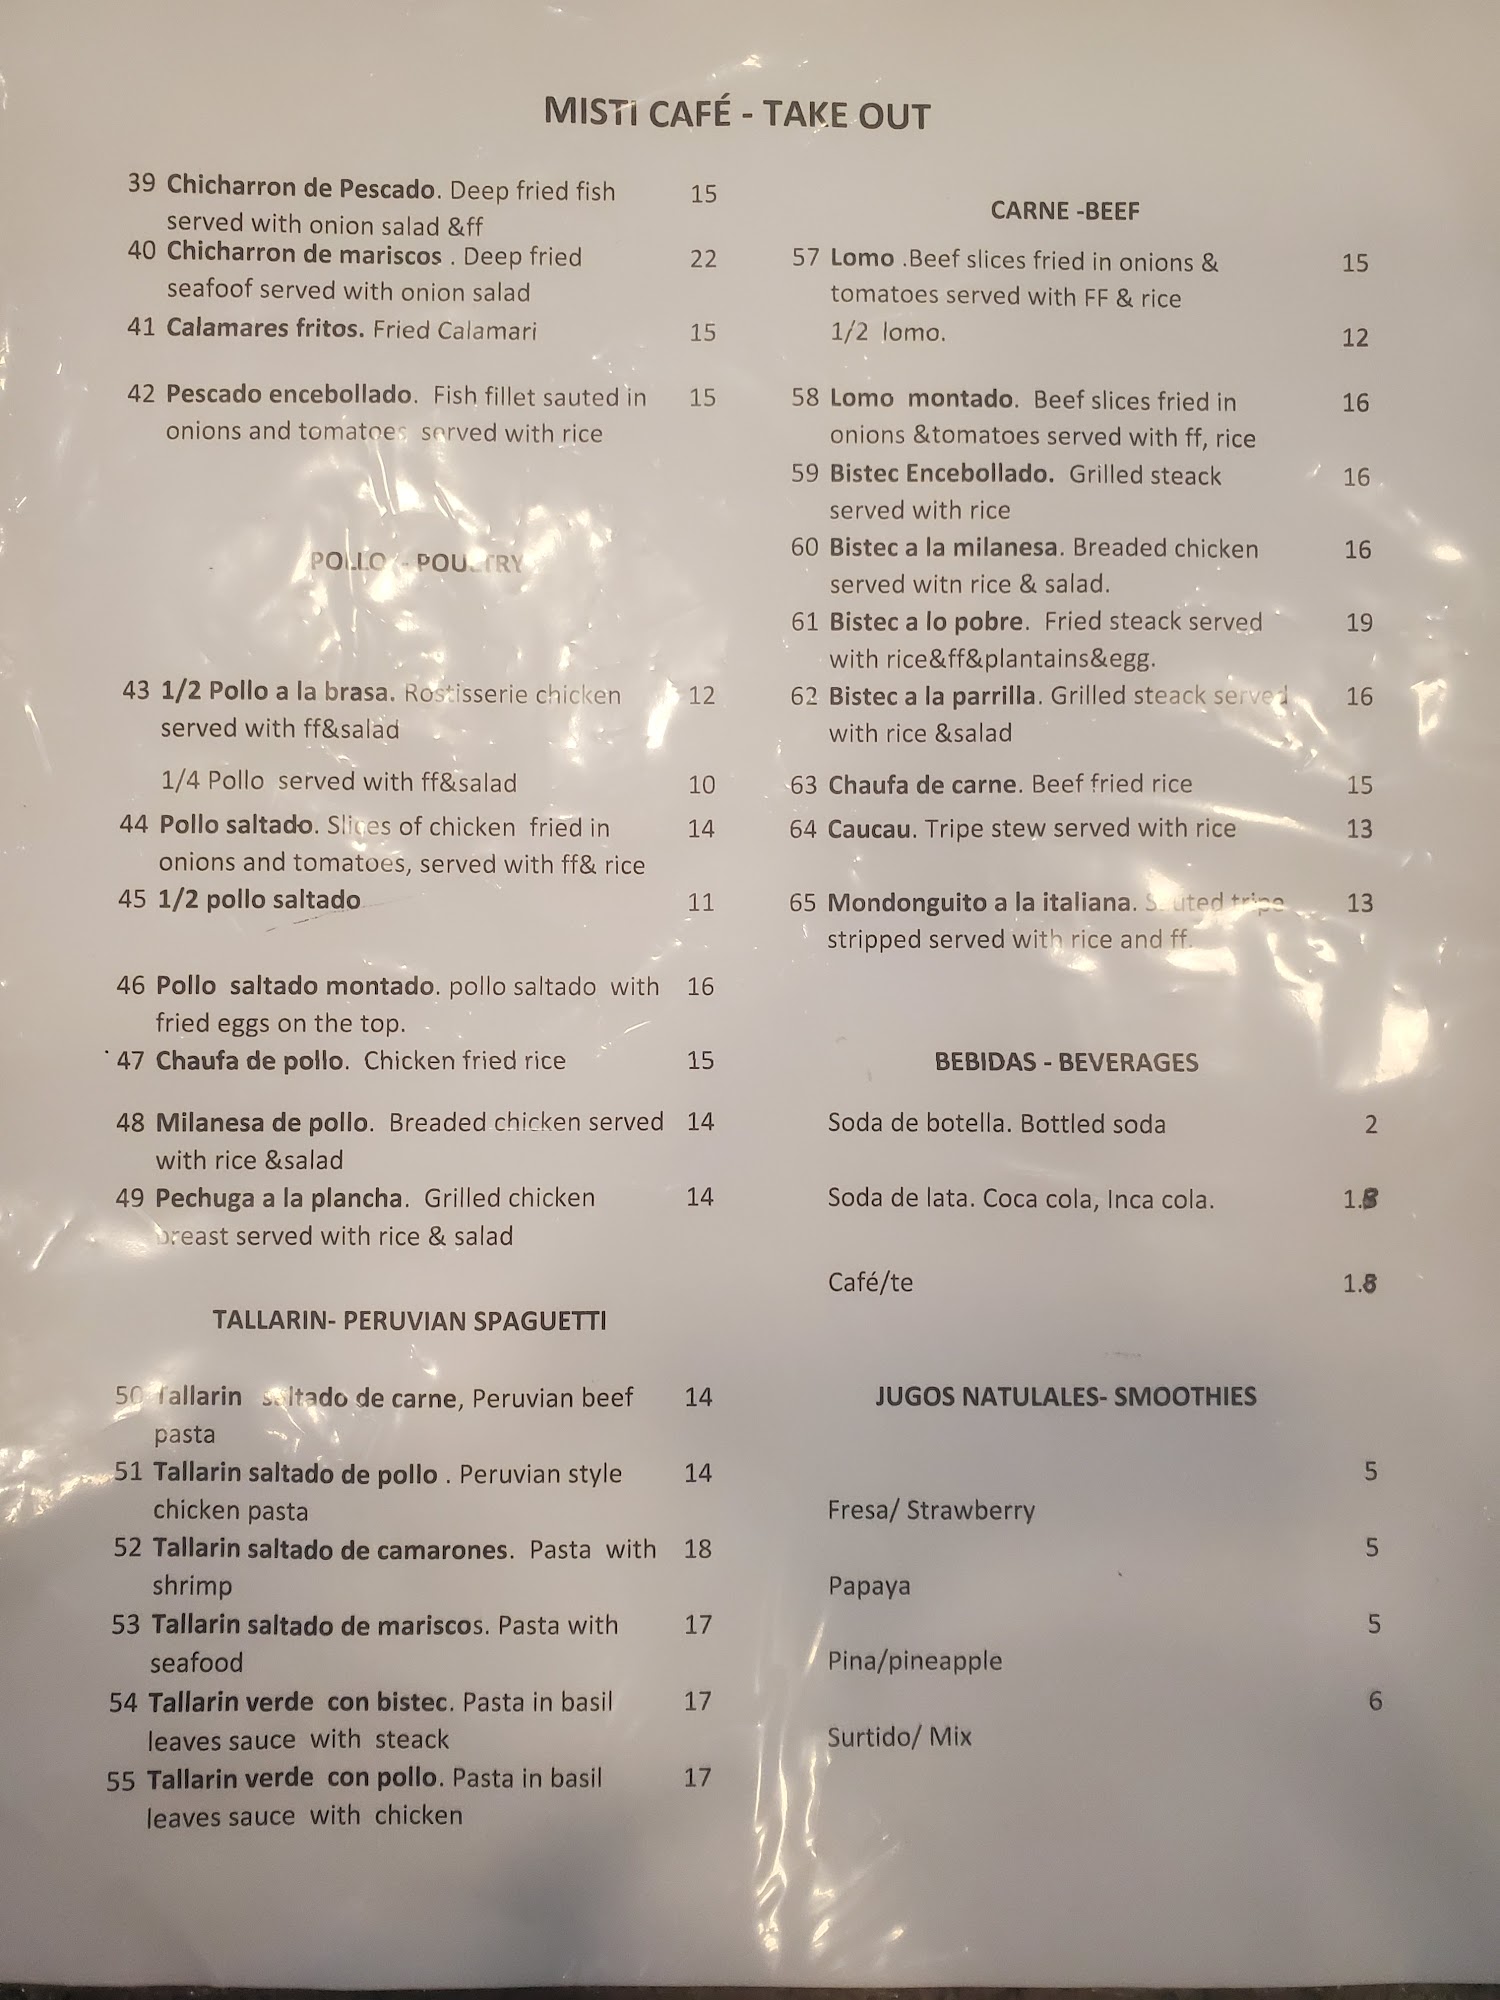 MISTI CAFÉ - TAKE OUT
39 Chicharron de Pescado. Deep fried fish 15
served with onion salad &ff
40 Chicharron de mariscos . Deep fried 22
seafoof served with onion salad
41 Calamares fritos. Fried Calamari 15
42 Pescado encebollado. Fish fillet sauted in 15
onions and tomatoes served with rice
POLLO - POULTRY
43 1/2 Pollo a la brasa. Rostisserie chicken 12
served with ff&salad
1/4 Pollo served with ff&salad 10
44 Pollo saltado. Slices of chicken fried in 14
onions and tomatoes, served with ff& rice
45 1/2 pollo saltado 11
46 Pollo saltado montado. pollo saltado with 16
fried eggs on the top.
47 Chaufa de pollo. Chicken fried rice 15
48 Milanesa de pollo. Breaded chicken served 14
with rice &salad
49 Pechuga a la plancha. Grilled chicken 14
breast served with rice & salad
TALLARIN- PERUVIAN SPAGUETTI
50 Tallarin saltado de carne, Peruvian beef 14
pasta
51 Tallarin saltado de pollo . Peruvian style 14
chicken pasta
52 Tallarin saltado de camarones. Pasta with 18
shrimp
53 Tallarin saltado de mariscos. Pasta with 17
seafood
54 Tallarin verde con bistec. Pasta in basil 17
leaves sauce with steack
55 Tallarin verde con pollo. Pasta in basil 17
leaves sauce with chicken
CARNE -BEEF
57 Lomo .Beef slices fried in onions & 15
tomatoes served with FF & rice
1/2 lomo. 12
58 Lomo montado. Beef slices fried in 16
onions &tomatoes served with ff, rice
59 Bistec Encebollado. Grilled steack 16
served with rice
60 Bistec a la milanesa. Breaded chicken 16
served witn rice & salad.
61 Bistec a lo pobre. Fried steack served 19
with rice&ff&plantains&egg.
62 Bistec a la parrilla. Grilled steack served 16
with rice &salad
63 Chaufa de carne. Beef fried rice 15
64 Caucau. Tripe stew served with rice 13
65 Mondonguito a la italiana. Sauted tripe 13
stripped served with rice and ff.
BEBIDAS - BEVERAGES
Soda de botella. Bottled soda 2
Soda de lata. Coca cola, Inca cola.
Café/te
JUGOS NATULALES- SMOOTHIES
5
Fresa/ Strawberry
5
Papaya
5
Pina/pineapple
6
Surtido/ Mix